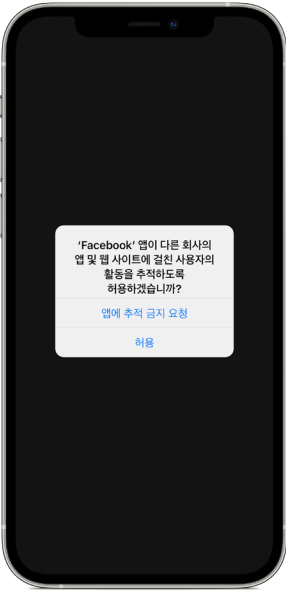 ‘Facebook’ 앱이 다른 회사의
앱 및 웹 사이트에 걸친 사용자의
활동을 추적하도록
허용하겠습니까?
앱에 추적 금지 요청
허용